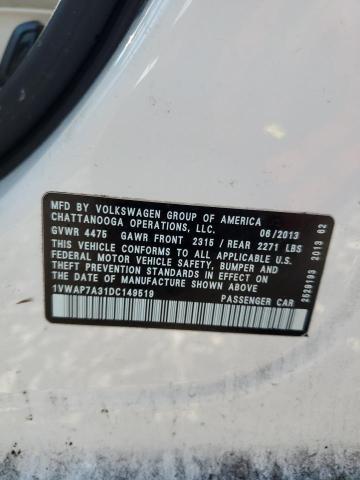 MFD BY VOLKSWAGEN GROUP OF AMERICA
CHATTANOOGA OPERATIONS, LLC. 06/2013
GVWR 4475 GAWR FRONT 2315 / REAR 2271 LBS
THIS VEHICLE CONFORMS TO ALL APPLICABLE U.S.
FEDERAL MOTOR VEHICLE SAFETY, BUMPER AND
THEFT PREVENTION STANDARDS IN EFFECT ON
THE DATE OF MANUFACTURE SHOWN ABOVE.
1VWAP7A31DC149519 PASSENGER CAR
2629193 2013 62